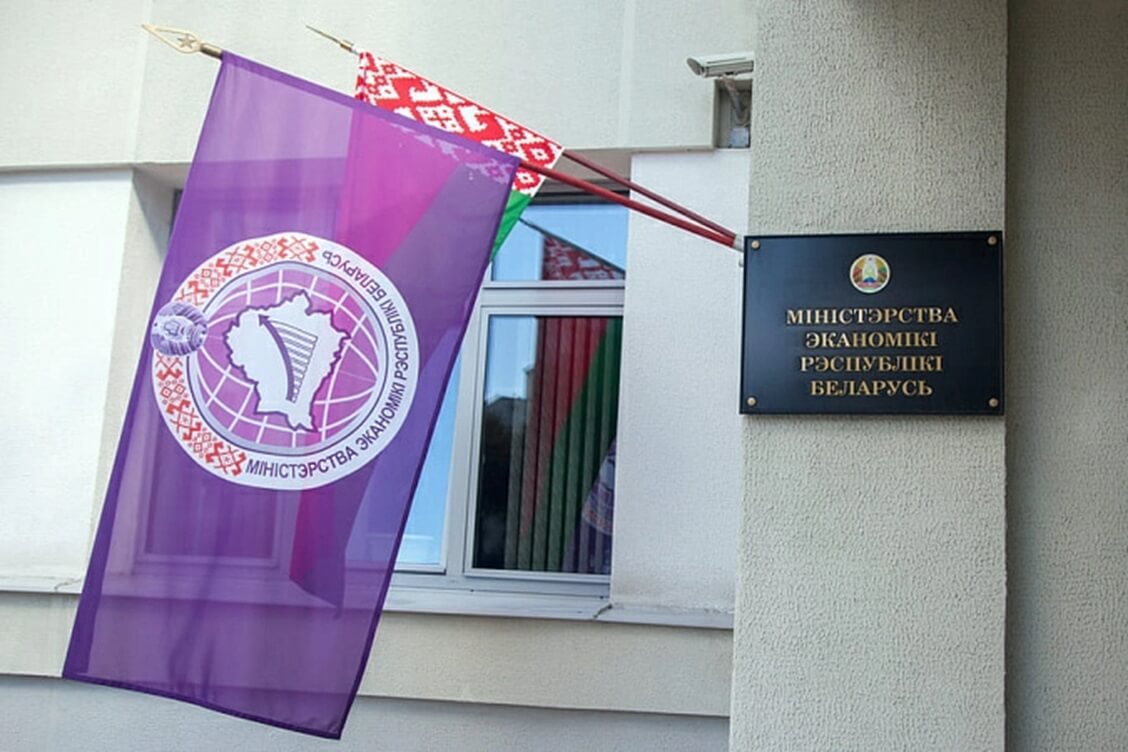 МІНІСТЭРСТВА ЭКАНОМІКІ РЭСПУБЛІКІ БЕЛАРУСЬ
МІНІСТЭРСТВА
ЭКАНОМІКІ
РЭСПУБЛІКІ
БЕЛАРУСЬ